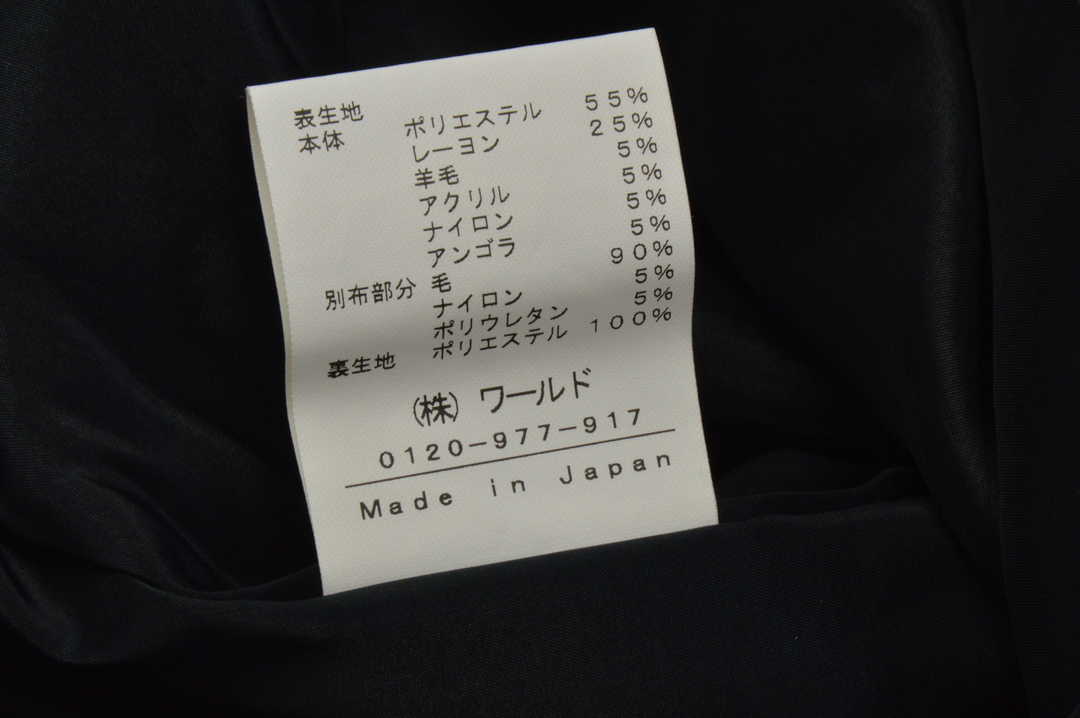 表生地
本体 ポリエステル 55%
レーヨン 25%
羊毛 5%
アクリル 5%
ナイロン 5%
アンゴラ 5%
別布部分 毛 90%
ナイロン 5%
ポリウレタン 5%
裏生地 ポリエステル 100%
(株) ワールド
0120-977-917
Made in Japan